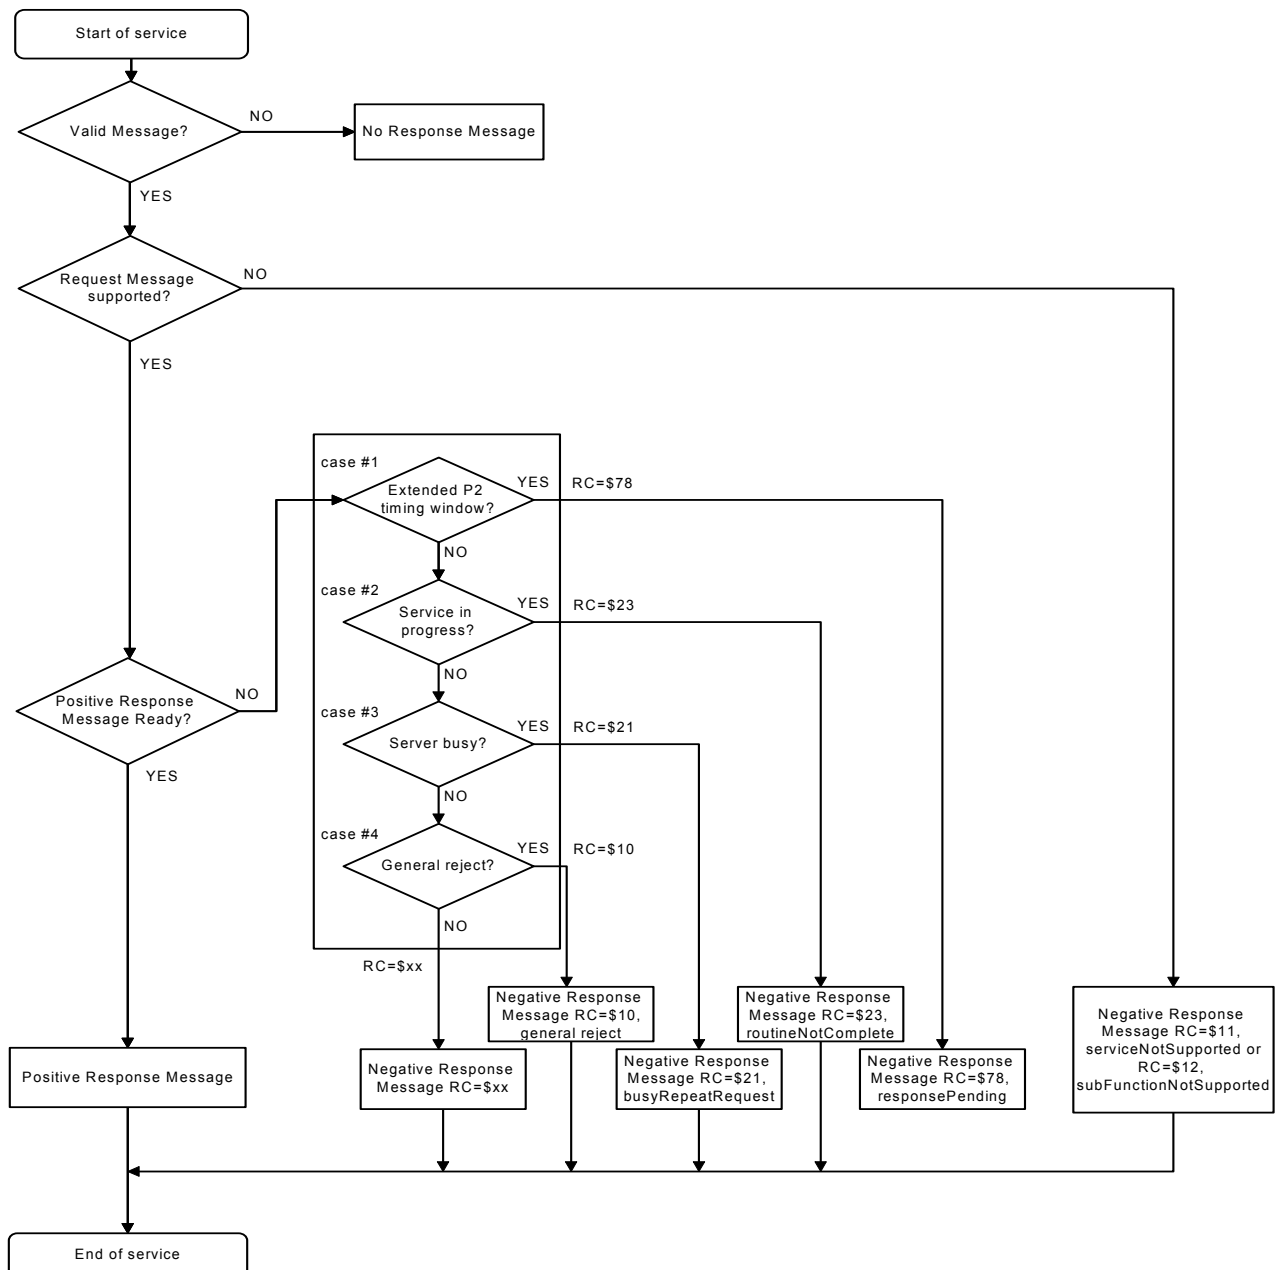 Start of service
Valid Message?
NO
No Response Message
YES
Request Message
supported?
NO
YES
case #1
Extended P2
timing window?
YES
RC=$78
NO
case #2
Service in
progress?
YES
RC=$23
NO
Positive Response
Message Ready?
NO
YES
case #3
Server busy?
YES
RC=$21
NO
case #4
General reject?
YES
RC=$10
NO
RC=$xx
Negative Response
Message RC=$10,
general reject
Negative Response
Message RC=$23,
routineNotComplete
Negative Response
Message RC=$11,
serviceNotSupported or
RC=$12,
subFunctionNotSupported
Positive Response Message
Negative Response
Message RC=$xx
Negative Response
Message RC=$21,
busyRepeatRequest
Negative Response
Message RC=$78,
responsePending
End of service